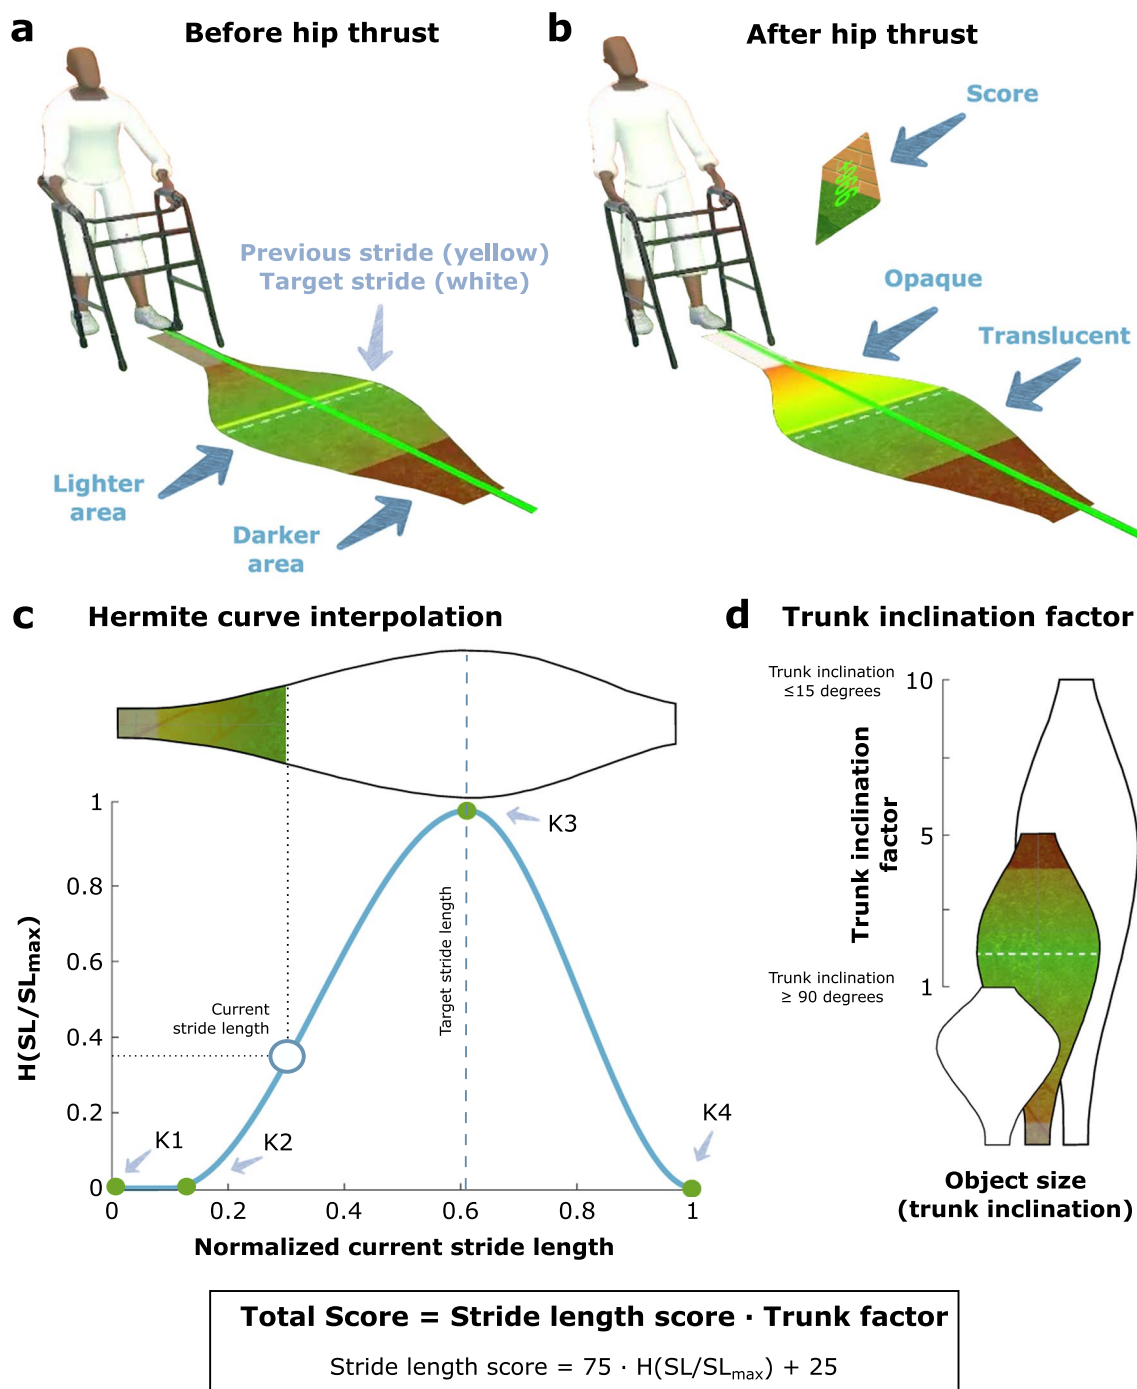 a
Before hip thrust
b
After hip thrust
Score
Previous stride (yellow)
Target stride (white)
Opaque
Translucent
Lighter
area
Darker
area
c
Hermite curve interpolation
d
Trunk inclination factor
Trunk inclination
≤15 degrees
10
5
1
Trunk inclination
factor
Trunk inclination
≥ 90 degrees
Object size
(trunk inclination)
1
0.8
0.6
0.4
0.2
0
H(SL/SLmax)
K1
K2
K3
K4
Current
stride length
Target stride length
0
0.2
0.4
0.6
0.8
1
Normalized current stride length
Total Score = Stride length score · Trunk factor
Stride length score = 75 · H(SL/SLmax) + 25